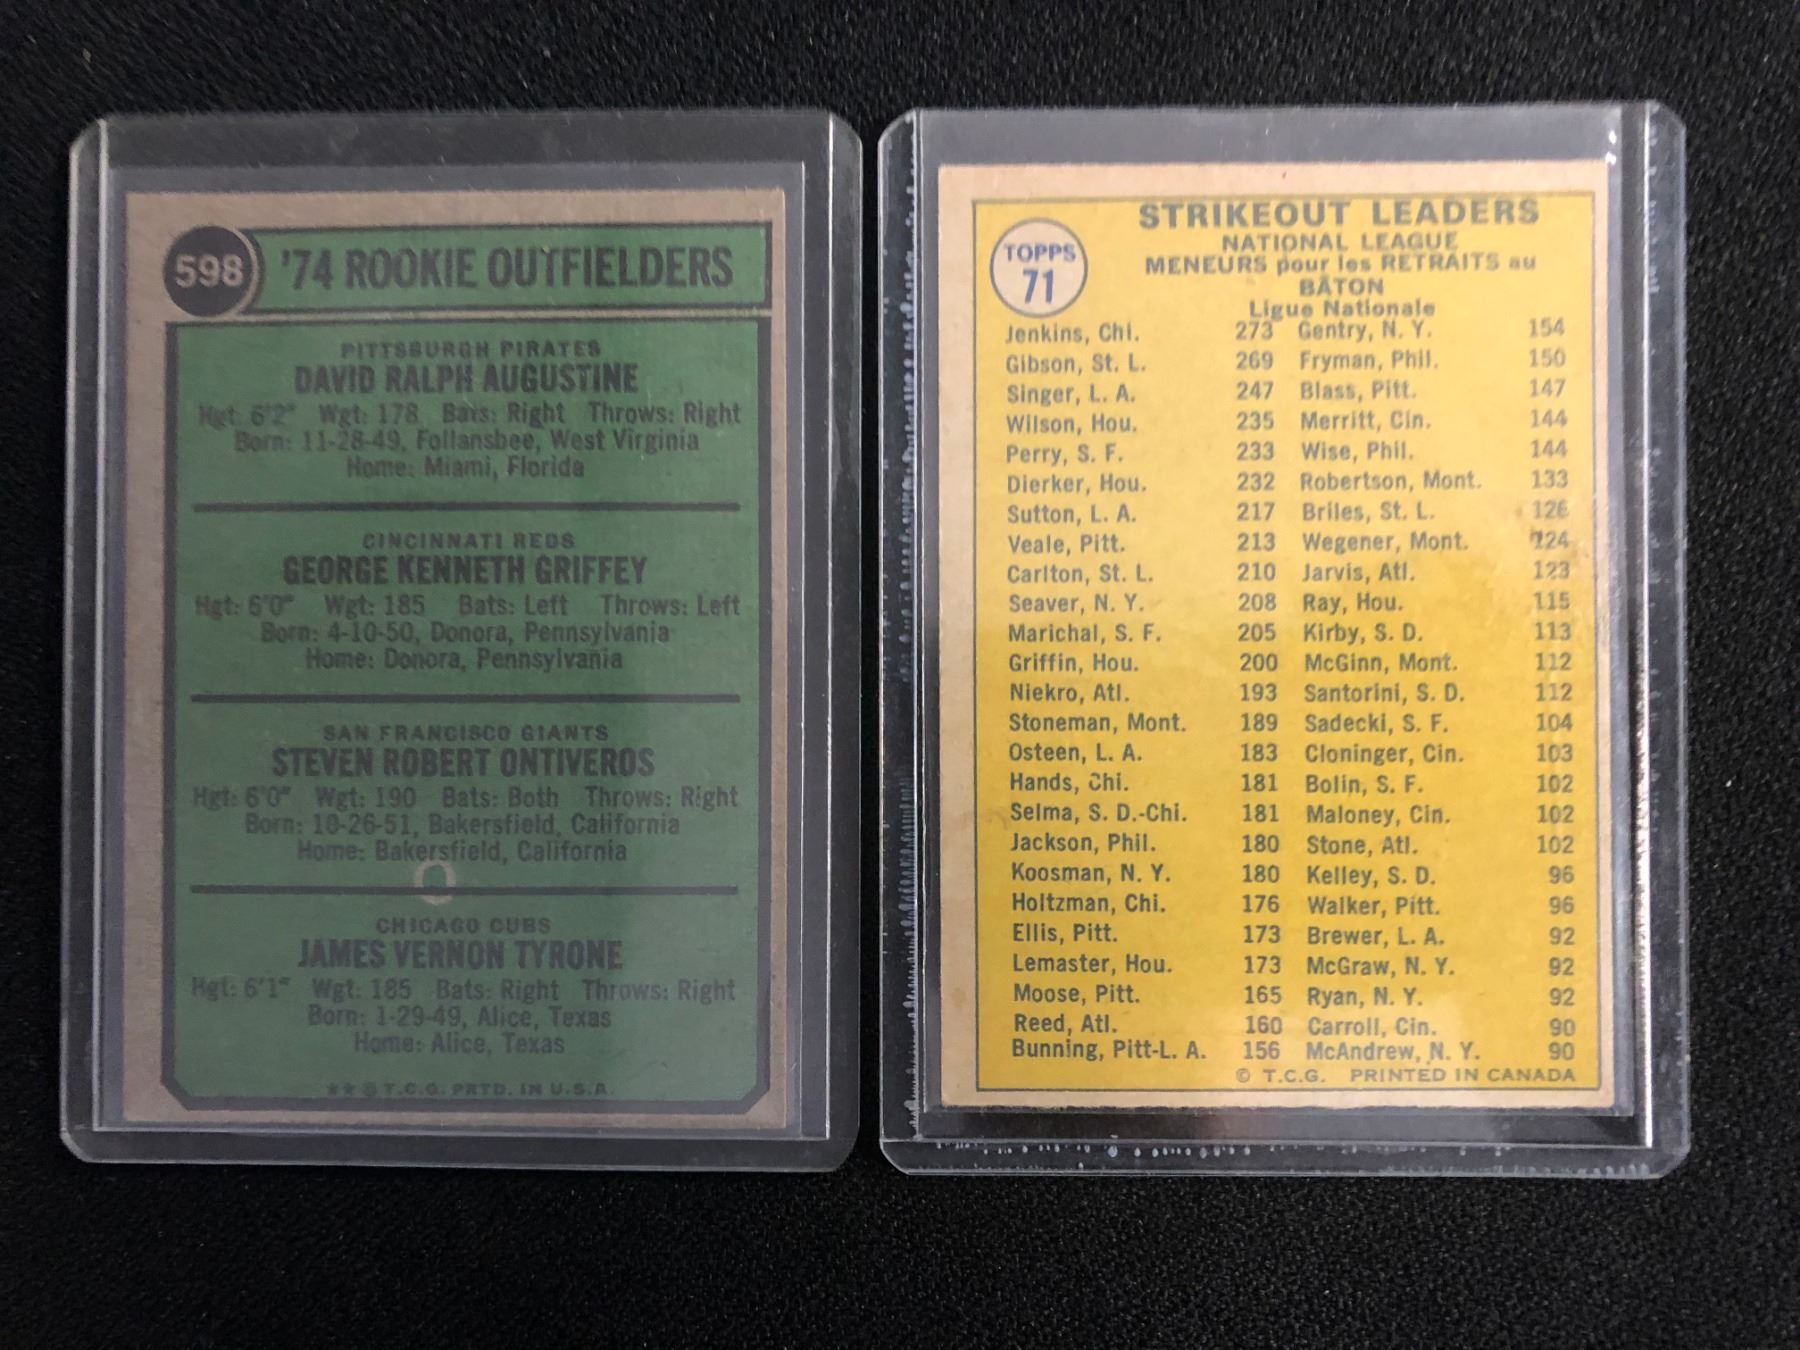 598 '74 ROOKIE OUTFIELDERS
PITTSBURGH PIRATES
DAVID RALPH AUGUSTINE
Hgt: 6'2" Wgt: 178 Bats: Right Throws: Right
Born: 11-28-49, Follansbee, West Virginia
Home: Miami, Florida
CINCINNATI REDS
GEORGE KENNETH GRIFFEY
Hgt: 6'0" Wgt: 185 Bats: Left Throws: Left
Born: 4-10-50, Donora, Pennsylvania
Home: Donora, Pennsylvania
SAN FRANCISCO GIANTS
STEVEN ROBERT ONTIVEROS
Hgt: 6'0" Wgt: 190 Bats: Both Throws: Right
Born: 10-26-51, Bakersfield, California
Home: Bakersfield, California
CHICAGO CUBS
JAMES VERNON TYRONE
Hgt: 6'1" Wgt: 185 Bats: Right Throws: Right
Born: 1-29-49, Alice, Texas
Home: Alice, Texas
★★ © T.C.G. PRTD. IN U.S.A.
TOPPS
71
STRIKEOUT LEADERS
NATIONAL LEAGUE
MENEURS pour les RETRAITS au
BÂTON
Ligue Nationale
Jenkins, Chi. 273 Gentry, N. Y. 154
Gibson, St. L. 269 Fryman, Phil. 150
Singer, L. A. 247 Blass, Pitt. 147
Wilson, Hou. 235 Merritt, Cin. 144
Perry, S. F. 233 Wise, Phil. 144
Dierker, Hou. 232 Robertson, Mont. 133
Sutton, L. A. 217 Briles, St. L. 126
Veale, Pitt. 213 Wegener, Mont. 124
Carlton, St. L. 210 Jarvis, Atl. 123
Seaver, N. Y. 208 Ray, Hou. 115
Marichal, S. F. 205 Kirby, S. D. 113
Griffin, Hou. 200 McGinn, Mont. 112
Niekro, Atl. 193 Santorini, S. D. 112
Stoneman, Mont. 189 Sadecki, S. F. 104
Osteen, L. A. 183 Cloninger, Cin. 103
Hands, Chi. 181 Bolin, S. F. 102
Selma, S. D.-Chi. 181 Maloney, Cin. 102
Jackson, Phil. 180 Stone, Atl. 102
Koosman, N. Y. 180 Kelley, S. D. 96
Holtzman, Chi. 176 Walker, Pitt. 96
Ellis, Pitt. 173 Brewer, L. A. 92
Lemaster, Hou. 173 McGraw, N. Y. 92
Moose, Pitt. 165 Ryan, N. Y. 92
Reed, Atl. 160 Carroll, Cin. 90
Bunning, Pitt-L. A. 156 McAndrew, N. Y. 90
© T.C.G. PRINTED IN CANADA